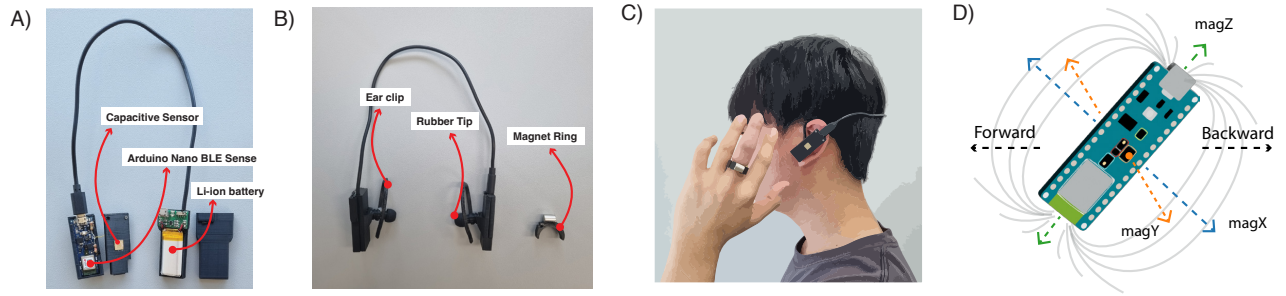 A)
Capacitive Sensor
Arduino Nano BLE Sense
Li-ion battery
B)
Ear clip
Rubber Tip
Magnet Ring
C)
D)
magZ
Forward
Backward
magY
magX